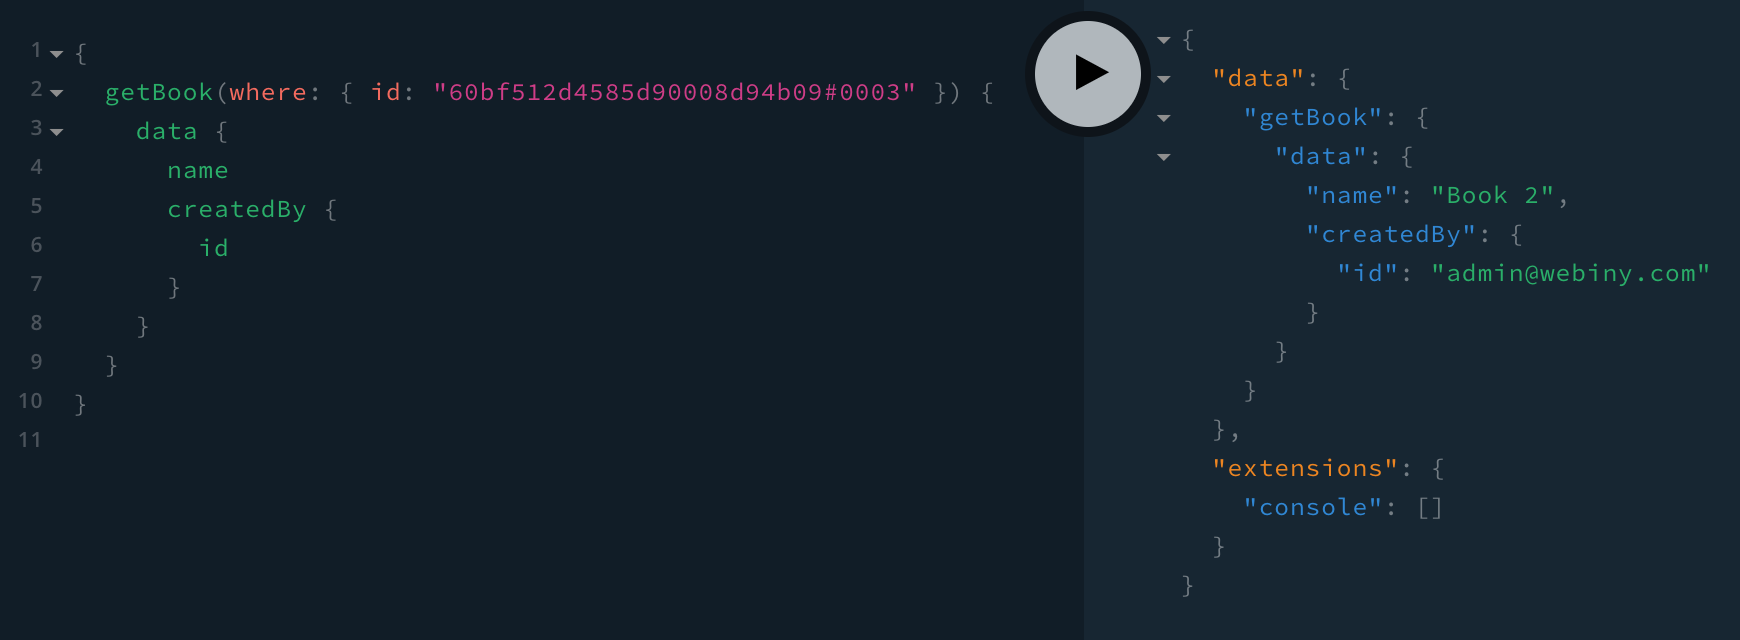 1 {
2 getBook(where: { id: "60bf512d4585d90008d94b09#0003" }) {
3 data {
4 name
5 createdBy {
6 id
7 }
8 }
9 }
10 }
11
{
"data": {
"getBook": {
"data": {
"name": "Book 2",
"createdBy": {
"id": "admin@webiny.com"
}
}
}
},
"extensions": {
"console": []
}
}